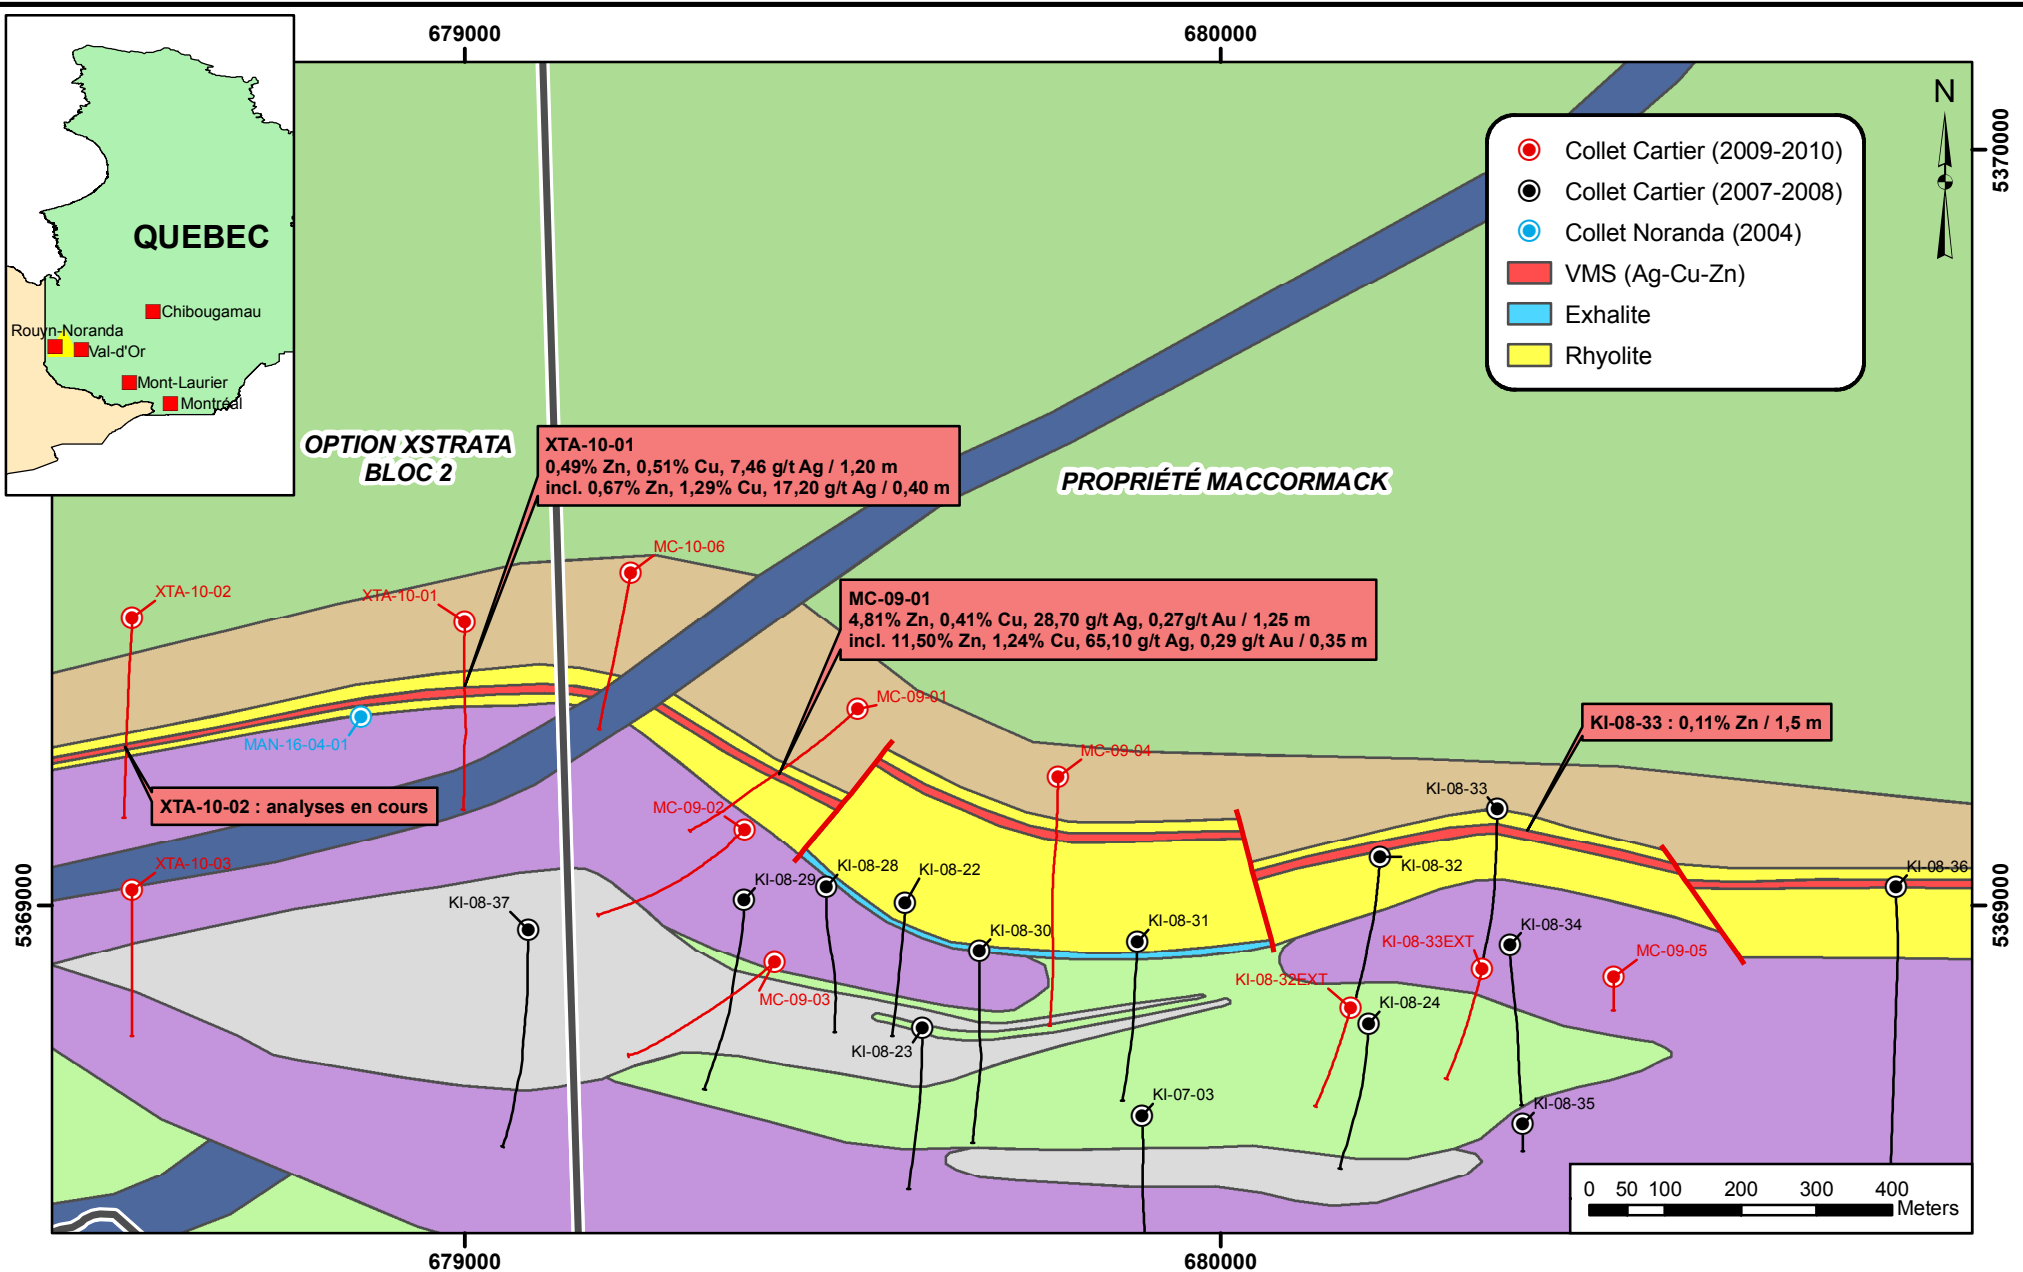 679000
680000
QUEBEC
Chibougamau
Rouyn-Noranda
Val-d'Or
Mont-Laurier
Montréal
N
5370000
Collet Cartier (2009-2010)
Collet Cartier (2007-2008)
Collet Noranda (2004)
VMS (Ag-Cu-Zn)
Exhalite
Rhyolite
OPTION XSTRATA
BLOC 2
XTA-10-01
0,49% Zn, 0,51% Cu, 7,46 g/t Ag / 1,20 m
incl. 0,67% Zn, 1,29% Cu, 17,20 g/t Ag / 0,40 m
PROPRIÉTÉ MACCORMACK
MC-10-06
XTA-10-02
XTA-10-01
MC-09-01
4,81% Zn, 0,41% Cu, 28,70 g/t Ag, 0,27g/t Au / 1,25 m
incl. 11,50% Zn, 1,24% Cu, 65,10 g/t Ag, 0,29 g/t Au / 0,35 m
MC-09-01
MAN-16-04-01
KI-08-33 : 0,11% Zn / 1,5 m
MC-09-04
KI-08-33
XTA-10-02 : analyses en cours
MC-09-02
XTA-10-03
KI-08-28
KI-08-22
KI-08-32
KI-08-36
KI-08-29
KI-08-37
5369000
5369000
KI-08-30
KI-08-31
KI-08-33EXT
KI-08-34
MC-09-03
KI-08-32EXT
MC-09-05
KI-08-24
KI-08-23
KI-07-03
KI-08-35
0 50 100 200 300 400
Meters
679000
680000